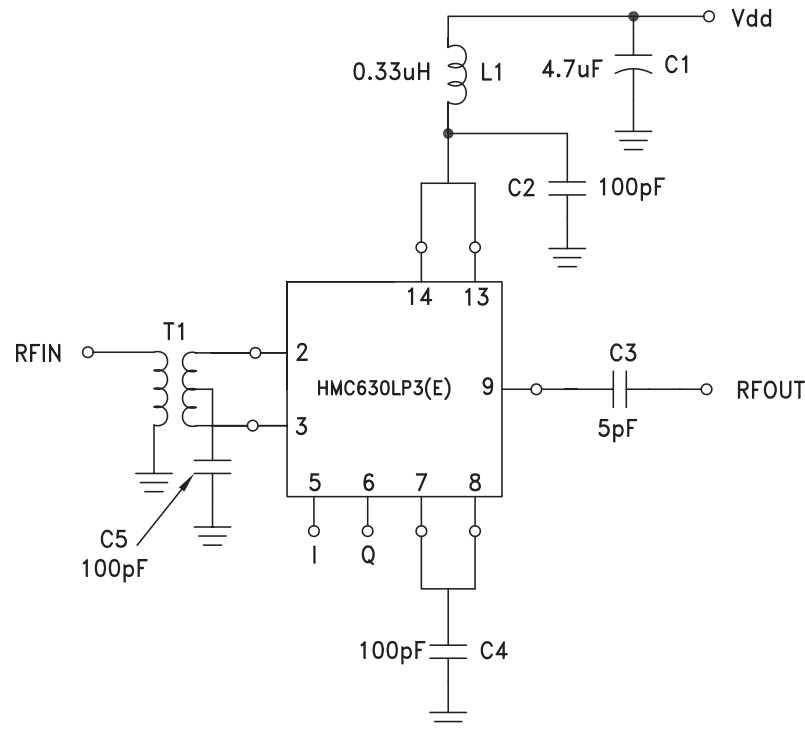 Vdd
0.33uH L1 4.7uF C1
C2 100pF
14 13
T1
RFIN 2
HMC630LP3(E) 9 C3 RFOUT
3 5pF
5 6 7 8
I Q
C5
100pF
100pF C4